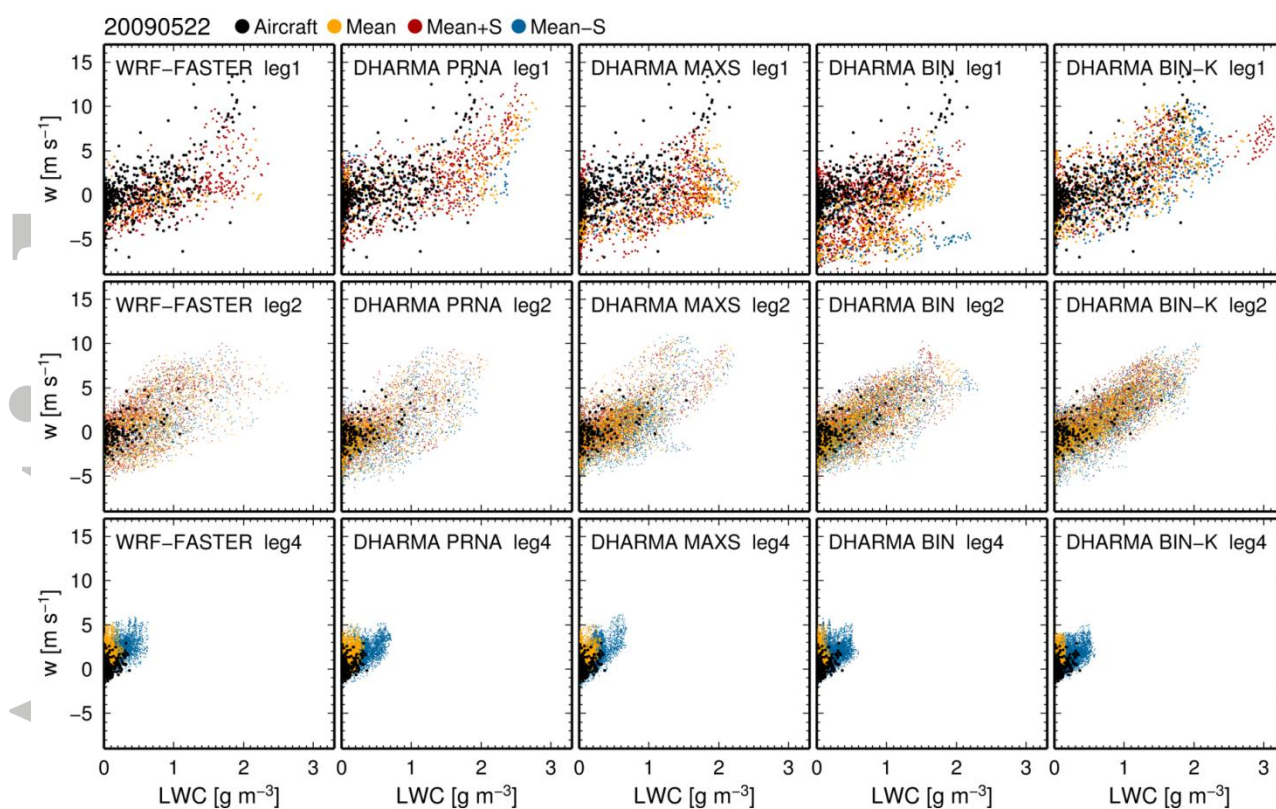 20090522 Aircraft Mean Mean+S Mean−S
WRF−FASTER leg1 DHARMA PRNA leg1 DHARMA MAXS leg1 DHARMA BIN leg1 DHARMA BIN−K leg1
15
10
5
0
−5
w [m s⁻¹]
WRF−FASTER leg2 DHARMA PRNA leg2 DHARMA MAXS leg2 DHARMA BIN leg2 DHARMA BIN−K leg2
15
10
5
0
−5
w [m s⁻¹]
WRF−FASTER leg4 DHARMA PRNA leg4 DHARMA MAXS leg4 DHARMA BIN leg4 DHARMA BIN−K leg4
15
10
5
0
−5
w [m s⁻¹]
0 1 2 3 0 1 2 3 0 1 2 3 0 1 2 3 0 1 2 3
LWC [g m⁻³] LWC [g m⁻³] LWC [g m⁻³] LWC [g m⁻³] LWC [g m⁻³]